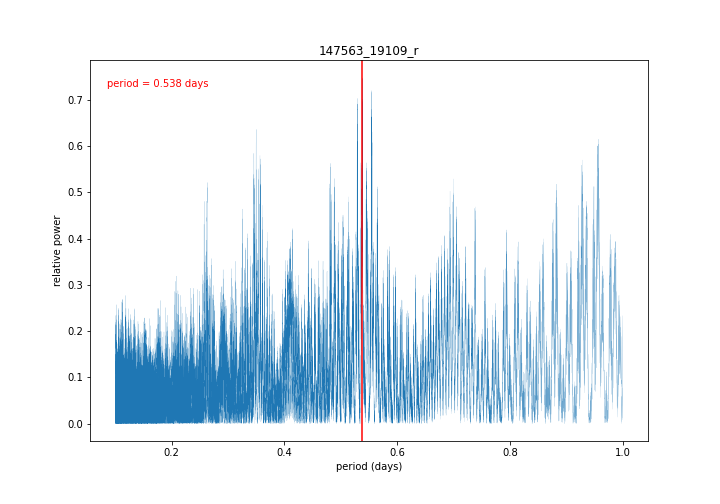 147563_19109_r
period = 0.538 days
relative power
0.7
0.6
0.5
0.4
0.3
0.2
0.1
0.0
0.2 0.4 0.6 0.8 1.0
period (days)